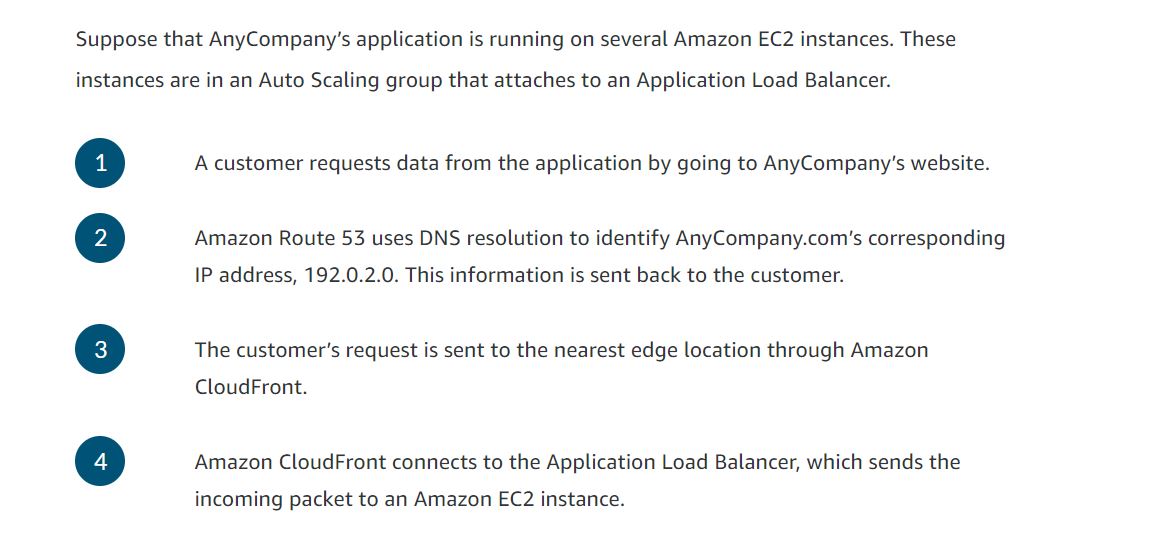 Suppose that AnyCompany’s application is running on several Amazon EC2 instances. These
instances are in an Auto Scaling group that attaches to an Application Load Balancer.
1
A customer requests data from the application by going to AnyCompany’s website.
2
Amazon Route 53 uses DNS resolution to identify AnyCompany.com’s corresponding
IP address, 192.0.2.0. This information is sent back to the customer.
3
The customer’s request is sent to the nearest edge location through Amazon
CloudFront.
4
Amazon CloudFront connects to the Application Load Balancer, which sends the
incoming packet to an Amazon EC2 instance.